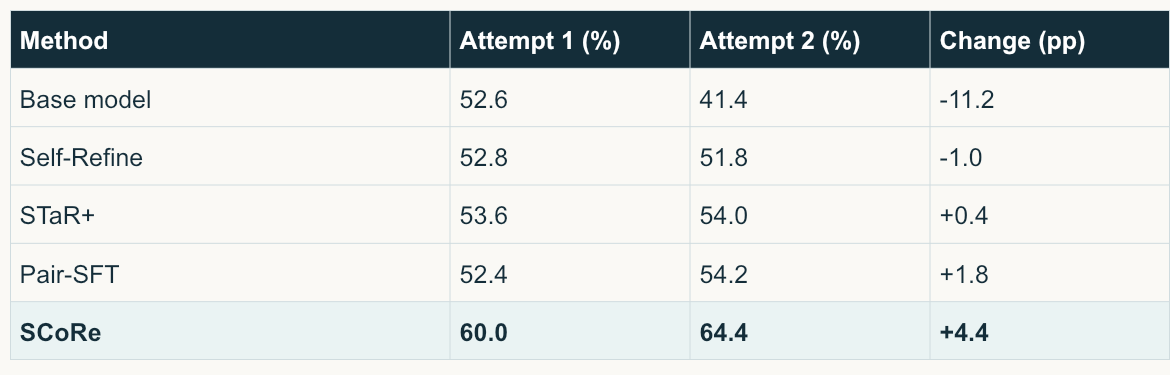 Method Attempt 1 (%) Attempt 2 (%) Change (pp)
Base model 52.6 41.4 -11.2
Self-Refine 52.8 51.8 -1.0
STaR+ 53.6 54.0 +0.4
Pair-SFT 52.4 54.2 +1.8
SCoRe 60.0 64.4 +4.4